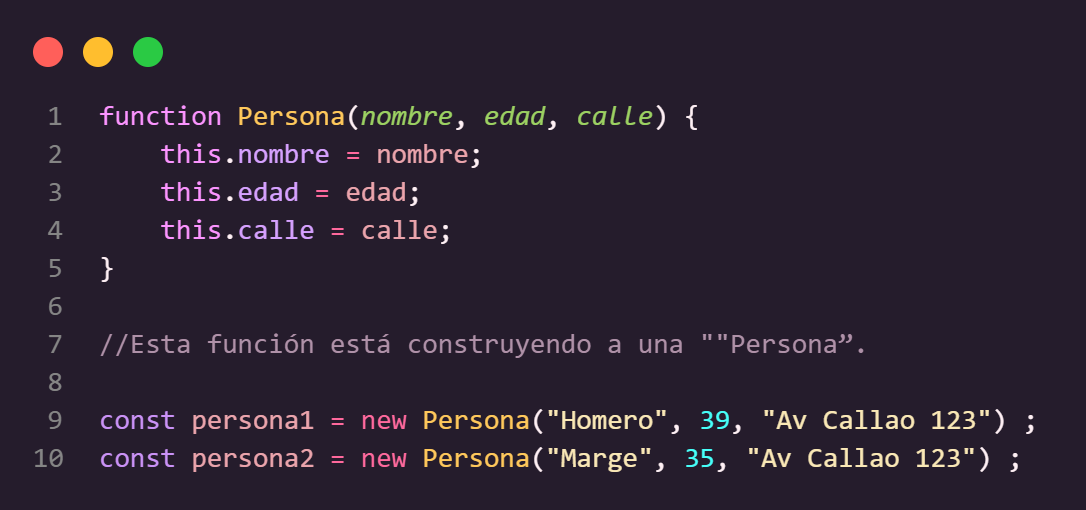 1 function Persona(nombre, edad, calle) {
2     this.nombre = nombre;
3     this.edad = edad;
4     this.calle = calle;
5 }
6
7 //Esta función está construyendo a una ""Persona”.
8
9 const persona1 = new Persona("Homero", 39, "Av Callao 123") ;
10 const persona2 = new Persona("Marge", 35, "Av Callao 123") ;